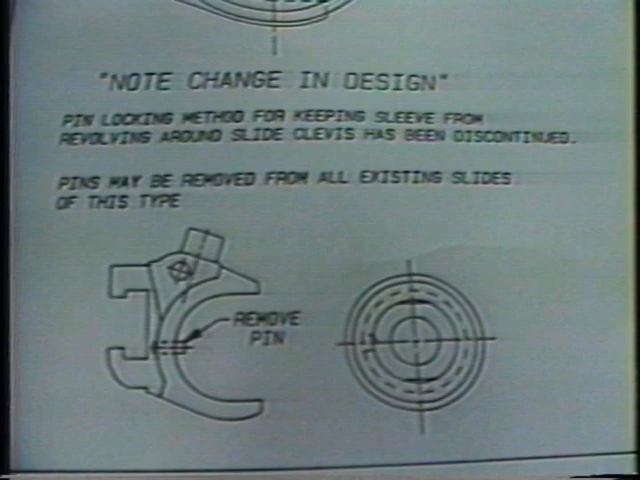 "NOTE CHANGE IN DESIGN"
PIN LOCKING METHOD FOR KEEPING SLEEVE FROM
REVOLVING AROUND SLIDE CLEVIS HAS BEEN DISCONTINUED.
PINS MAY BE REMOVED FROM ALL EXISTING SLIDES
OF THIS TYPE
REMOVE
PIN